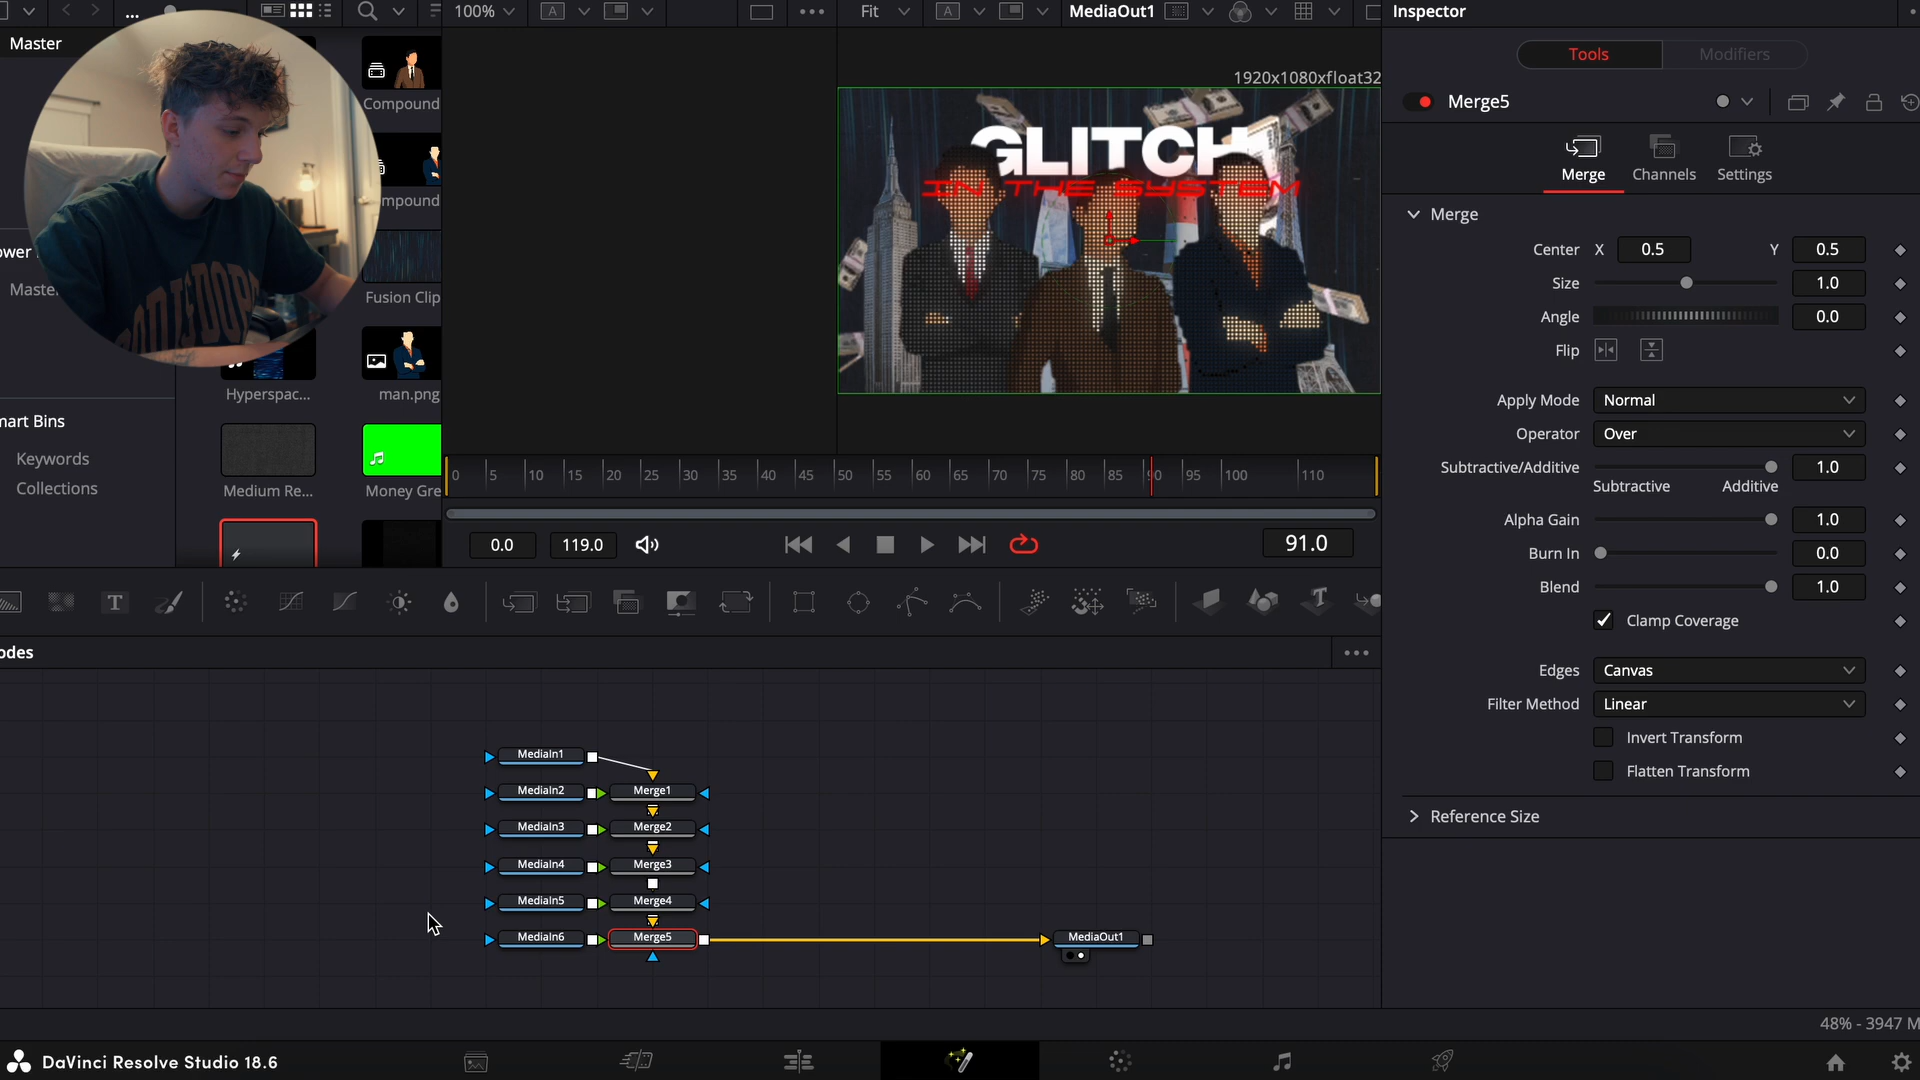 100%
Fit
MediaOut1
Inspector
Master
Tools
Modifiers
1920x1080xfloat32
Compound
Merge5
GLITCH
IN THE SYSTEM
Merge
Channels
Settings
mpound
Merge
ower
Center X 0.5 Y 0.5
Maste
Fusion Clip
Size 1.0
Angle 0.0
Flip
Hyperspac...
man.png
Apply Mode Normal
mart Bins
Operator Over
Keywords
Subtractive/Additive 1.0
Collections
Subtractive Additive
0 5 10 15 20 25 30 35 40 45 50 55 60 65 70 75 80 85 90 95 100 110
Medium Re...
Money Gre
Alpha Gain 1.0
0.0
119.0
91.0
Burn In 0.0
Blend 1.0
Clamp Coverage
odes
Edges Canvas
Filter Method Linear
Invert Transform
Flatten Transform
Reference Size
MediaIn1
MediaIn2 Merge1
MediaIn3 Merge2
MediaIn4 Merge3
MediaIn5 Merge4
MediaIn6 Merge5 MediaOut1
48% - 3947 M
DaVinci Resolve Studio 18.6